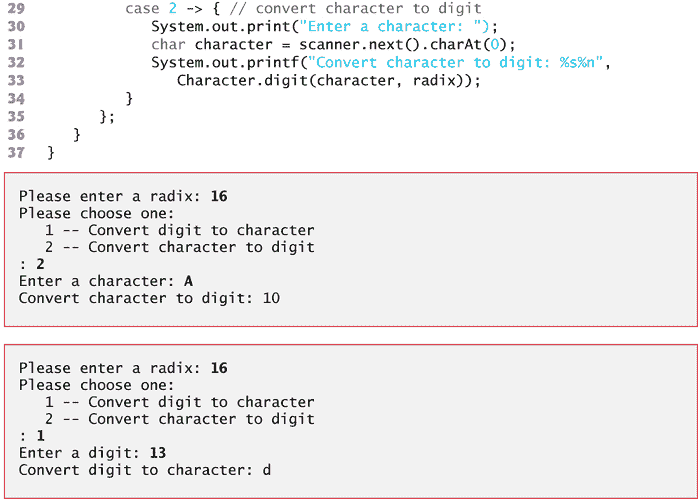 29 case 2 -> { // convert character to digit
30 System.out.print("Enter a character: ");
31 char character = scanner.next().charAt(0);
32 System.out.printf("Convert character to digit: %s%n",
33 Character.digit(character, radix));
34 }
35 };
36 }
37 }
Please enter a radix: 16
Please choose one:
1 -- Convert digit to character
2 -- Convert character to digit
: 2
Enter a character: A
Convert character to digit: 10
Please enter a radix: 16
Please choose one:
1 -- Convert digit to character
2 -- Convert character to digit
: 1
Enter a digit: 13
Convert digit to character: d